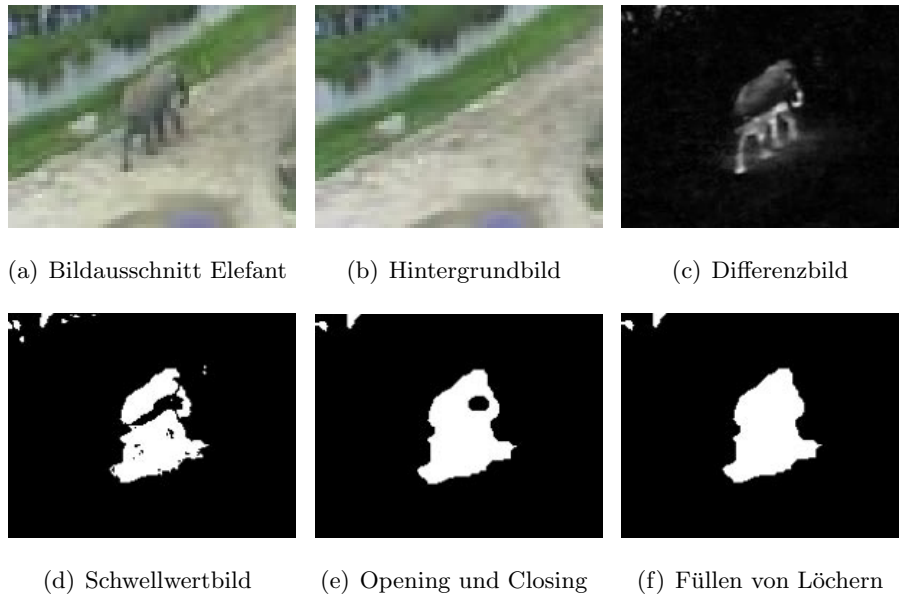 (a) Bildausschnitt Elefant
(b) Hintergrundbild
(c) Differenzbild
(d) Schwellwertbild
(e) Opening und Closing
(f) Füllen von Löchern